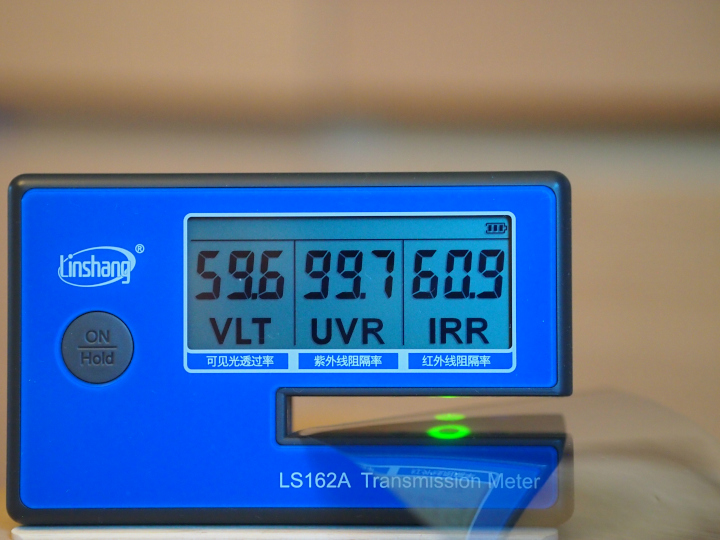 Linshang®
59.6 99.7 60.9
VLT UVR IRR
可见光透过率 紫外线阻隔率 红外线阻隔率
ON
Hold
LS162A Transmission Meter